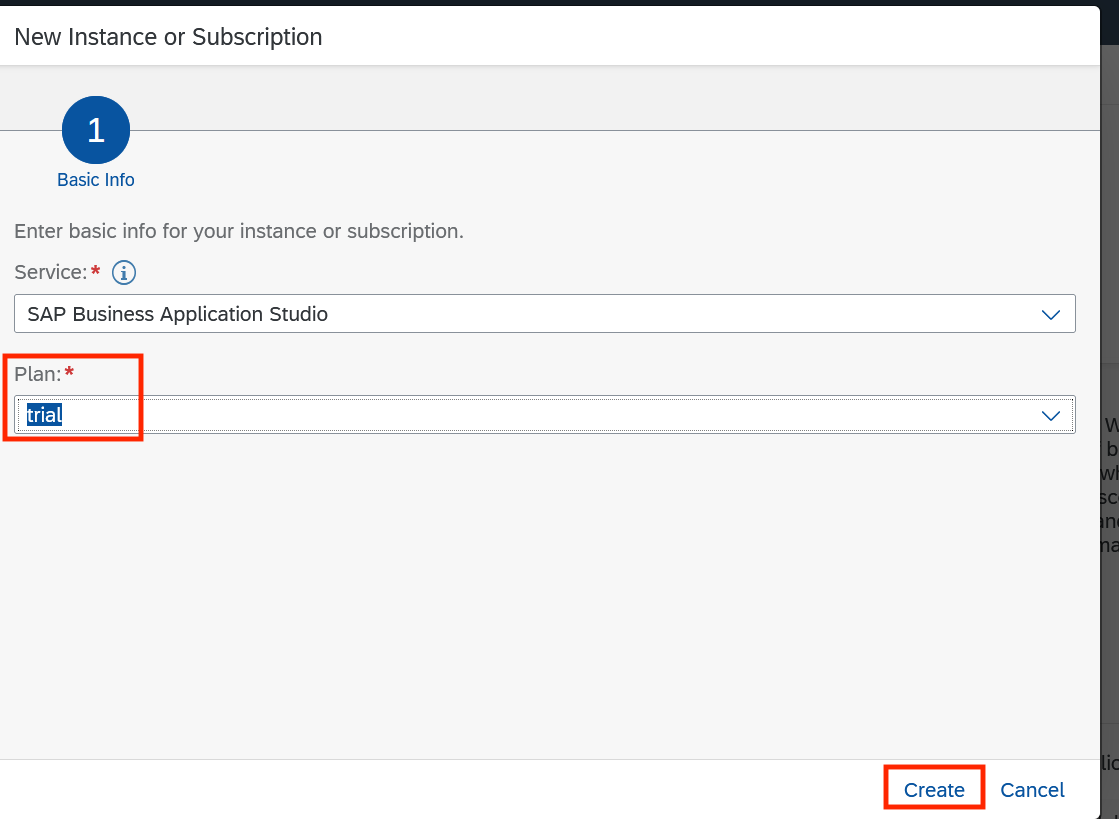 New Instance or Subscription
1
Basic Info
Enter basic info for your instance or subscription.
Service:*
SAP Business Application Studio
Plan:*
trial
Create
Cancel